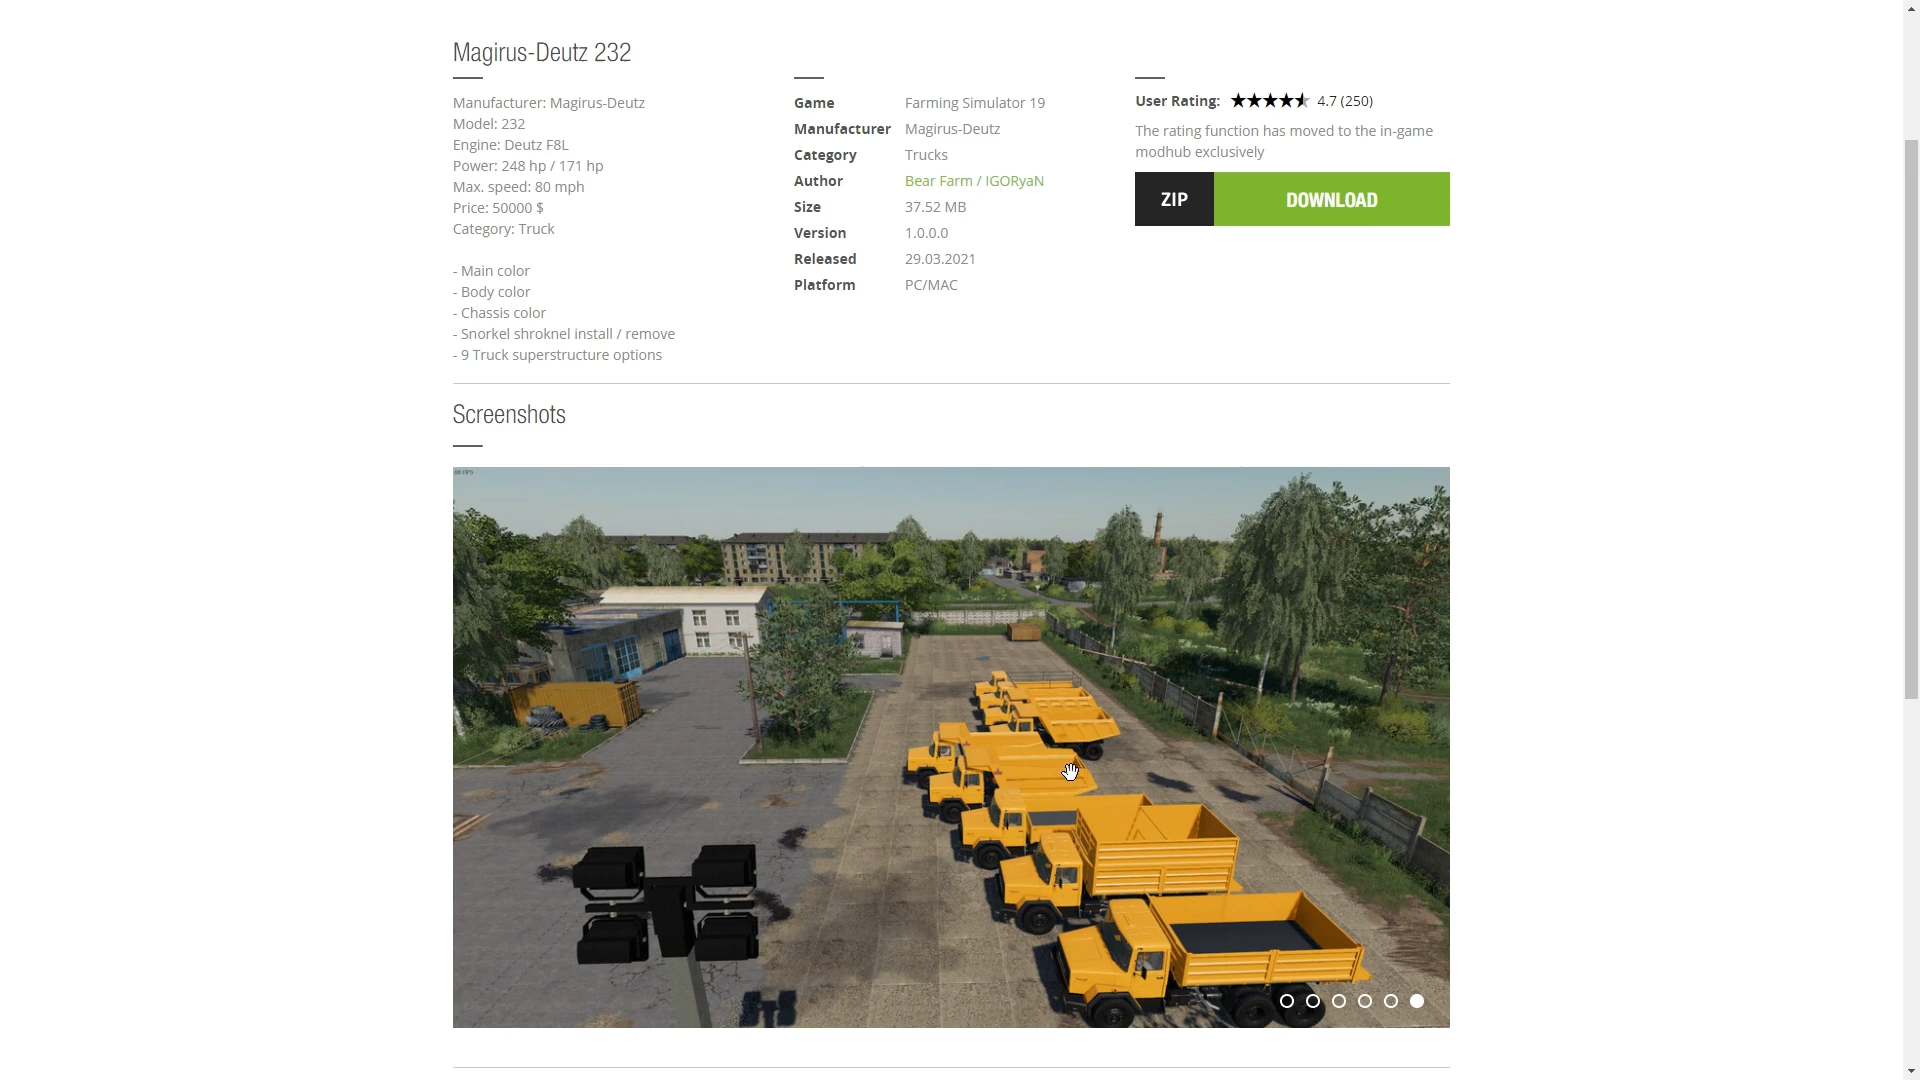 Magirus-Deutz 232
Manufacturer: Magirus-Deutz
Model: 232
Engine: Deutz F8L
Power: 248 hp / 171 hp
Max. speed: 80 mph
Price: 50000 $
Category: Truck
- Main color
- Body color
- Chassis color
- Snorkel shroknel install / remove
- 9 Truck superstructure options
Game Farming Simulator 19
Manufacturer Magirus-Deutz
Category Trucks
Author Bear Farm / IGORyaN
Size 37.52 MB
Version 1.0.0.0
Released 29.03.2021
Platform PC/MAC
User Rating: 4.7 (250)
The rating function has moved to the in-game
modhub exclusively
ZIP DOWNLOAD
Screenshots